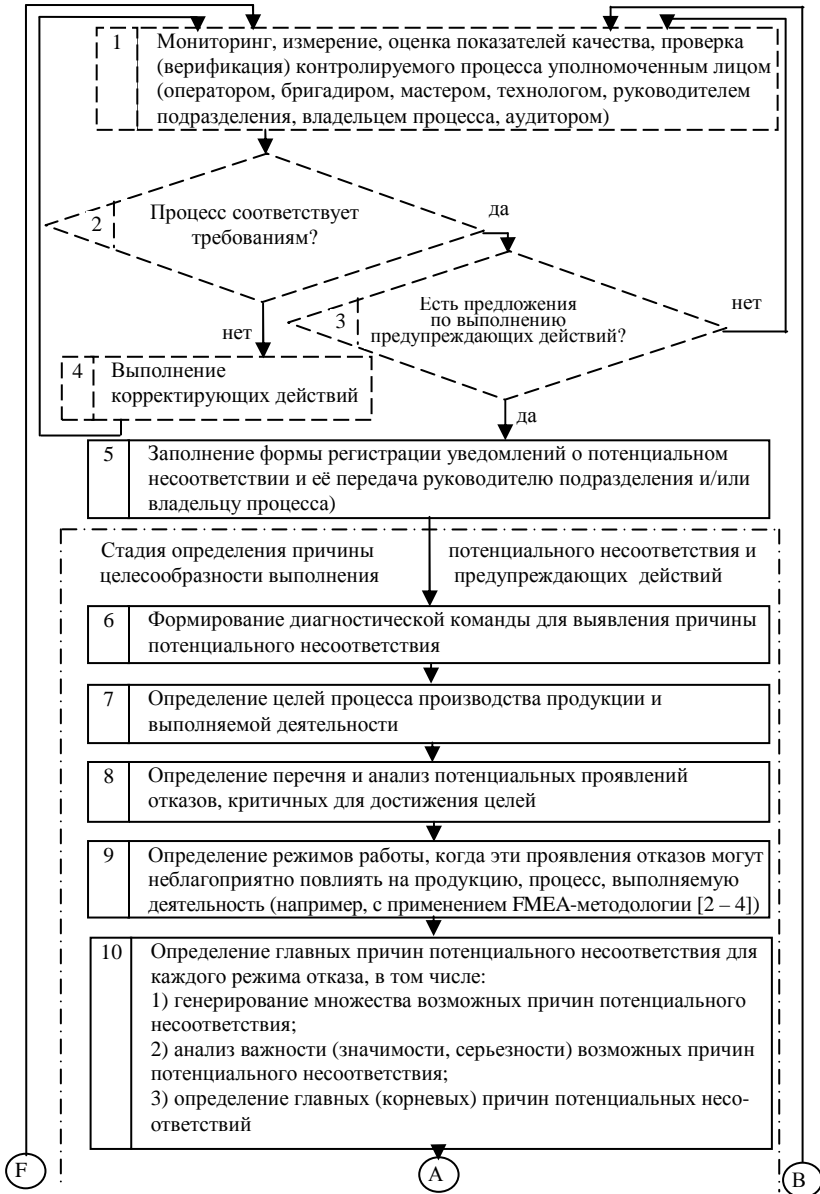 1 Мониторинг, измерение, оценка показателей качества, проверка
(верификация) контролируемого процесса уполномоченным лицом
(оператором, бригадиром, мастером, технологом, руководителем
подразделения, владельцем процесса, аудитором)
2 Процесс соответствует
требованиям?
да
3 Есть предложения
по выполнению
предупреждающих действий?
нет
нет
4 Выполнение
корректирующих действий
да
5 Заполнение формы регистрации уведомлений о потенциальном
несоответствии и её передача руководителю подразделения и/или
владельцу процесса)
Стадия определения причины потенциального несоответствия и
целесообразности выполнения предупреждающих действий
6 Формирование диагностической команды для выявления причины
потенциального несоответствия
7 Определение целей процесса производства продукции и
выполняемой деятельности
8 Определение перечня и анализ потенциальных проявлений
отказов, критичных для достижения целей
9 Определение режимов работы, когда эти проявления отказов могут
неблагоприятно повлиять на продукцию, процесс, выполняемую
деятельность (например, с применением FMEA-методологии [2 – 4])
10 Определение главных причин потенциального несоответствия для
каждого режима отказа, в том числе:
1) генерирование множества возможных причин потенциального
несоответствия;
2) анализ важности (значимости, серьезности) возможных причин
потенциального несоответствия;
3) определение главных (корневых) причин потенциальных несо-
ответствий
F A B